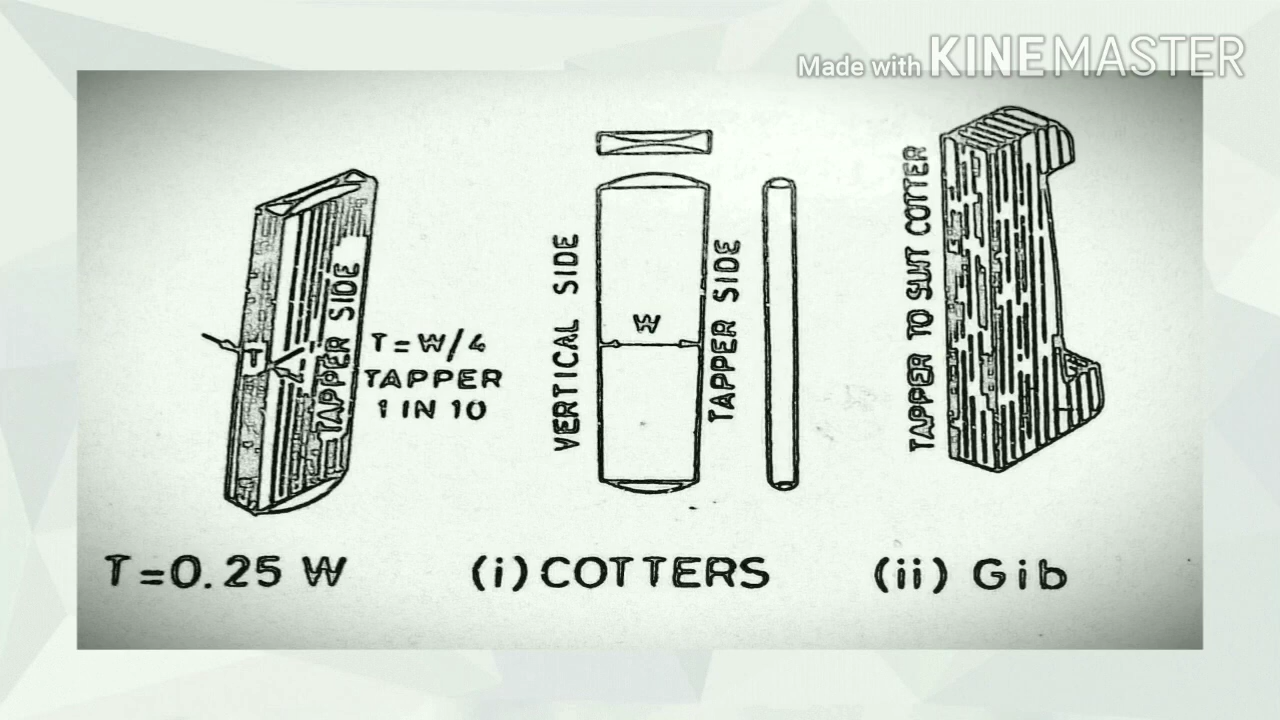 Made with KINEMASTER
T
TAPPER SIDE
T=W/4
TAPPER
1 IN 10
VERTICAL SIDE
W
TAPPER SIDE
TAPPER TO SUIT COTTER
T=0.25 W
(i) COTTERS
(ii) Gib